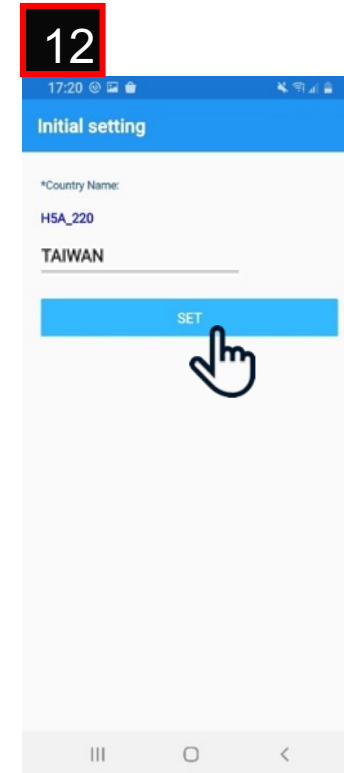 12
17:20
Initial setting
*Country Name:
H5A_220
TAIWAN
SET